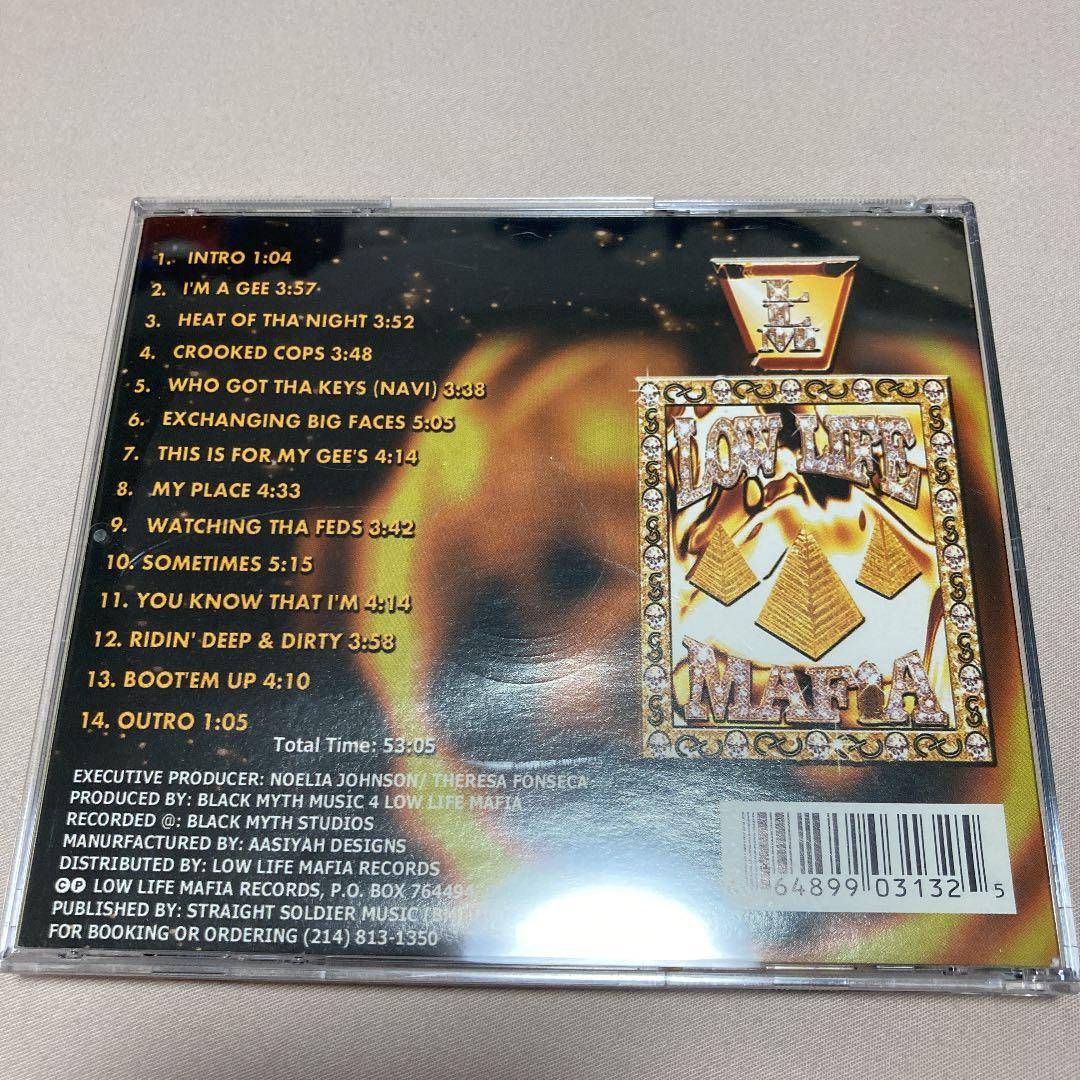 1. INTRO 1:04
2. I'M A GEE 3:57
3. HEAT OF THA NIGHT 3:52
4. CROOKED COPS 3:48
5. WHO GOT THA KEYS (NAVI) 3:38
6. EXCHANGING BIG FACES 5:05
7. THIS IS FOR MY GEE'S 4:14
8. MY PLACE 4:33
9. WATCHING THA FEDS 3:42
10. SOMETIMES 5:15
11. YOU KNOW THAT I'M 4:14
12. RIDIN' DEEP & DIRTY 3:58
13. BOOT'EM UP 4:10
14. OUTRO 1:05
Total Time: 53:05
EXECUTIVE PRODUCER: NOELIA JOHNSON/ THERESA FONSECA
PRODUCED BY: BLACK MYTH MUSIC 4 LOW LIFE MAFIA
RECORDED @: BLACK MYTH STUDIOS
MANURFACTURED BY: AASIYAH DESIGNS
DISTRIBUTED BY: LOW LIFE MAFIA RECORDS
©℗ LOW LIFE MAFIA RECORDS, P.O. BOX 764494,
PUBLISHED BY: STRAIGHT SOLDIER MUSIC (BMI)
FOR BOOKING OR ORDERING (214) 813-1350
LLM
LOW LIFE
MAFIA
64899 03132 5